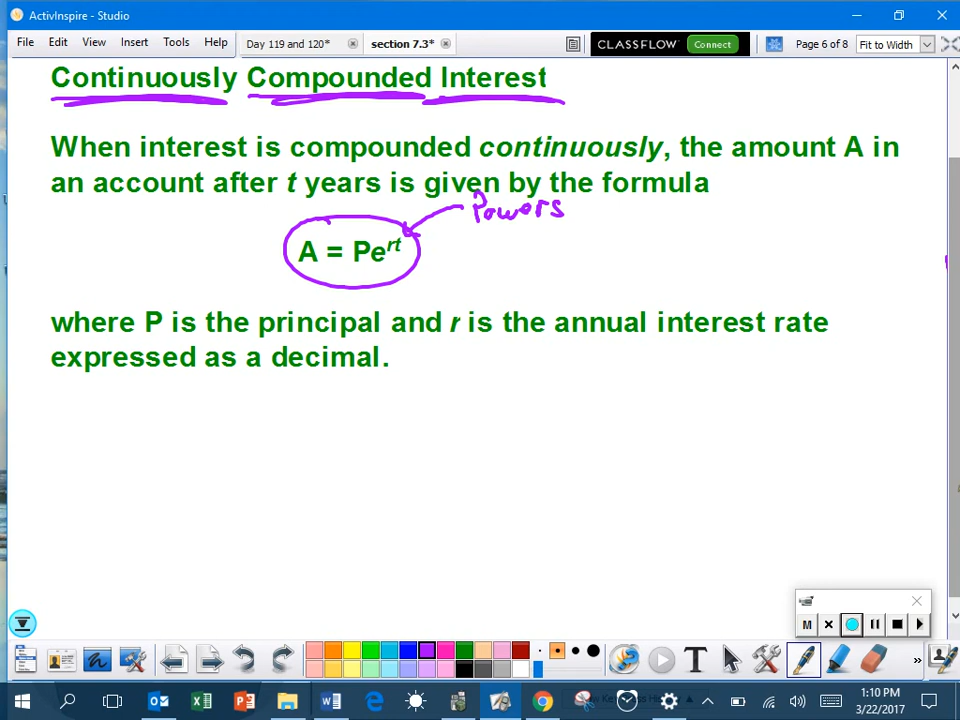 ActivInspire - Studio
File Edit View Insert Tools Help Day 119 and 120* section 7.3* CLASSFLOW Connect Page 6 of 8 Fit to Width
Continuously Compounded Interest
When interest is compounded continuously, the amount A in
an account after t years is given by the formula
Powers
A = Pe^rt
where P is the principal and r is the annual interest rate
expressed as a decimal.
M
T
1:10 PM
3/22/2017